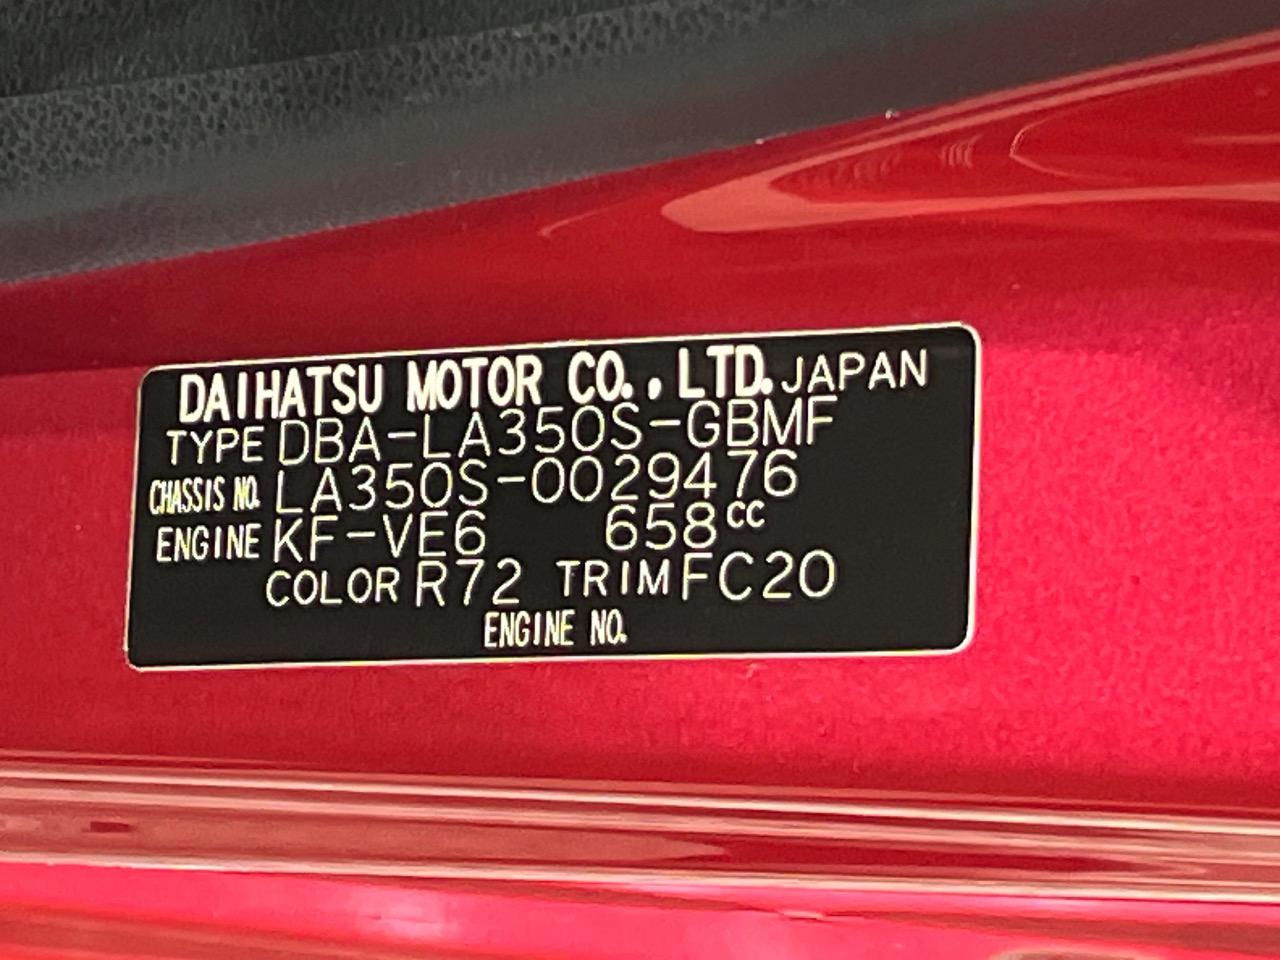 DAIHATSU MOTOR CO., LTD. JAPAN
TYPE DBA-LA350S-GBMF
CHASSIS NO. LA350S-0029476
ENGINE KF-VE6 658cc
COLOR R72 TRIM FC20
ENGINE NO.